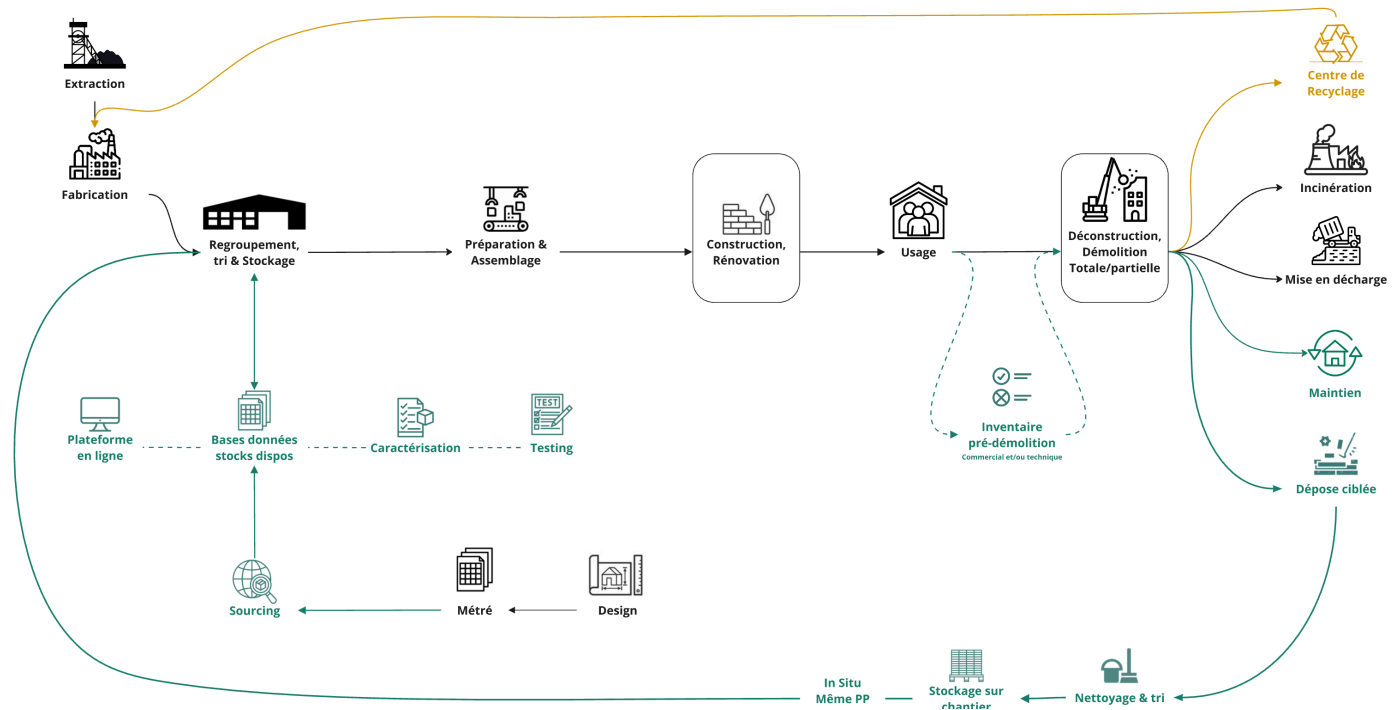 Extraction
Centre de
Recyclage
Fabrication
Incinération
Regroupement,
tri & Stockage
Préparation &
Assemblage
Construction,
Rénovation
Usage
Déconstruction,
Démolition
Totale/partielle
Mise en décharge
Maintien
TEST
Plateforme
en ligne
Bases données
stocks dispos
Caractérisation
Testing
Inventaire
pré-démolition
Commercial et/ou technique
Dépose ciblée
Sourcing
Métré
Design
In Situ
Même PP
Stockage sur
chantier
Nettoyage & tri